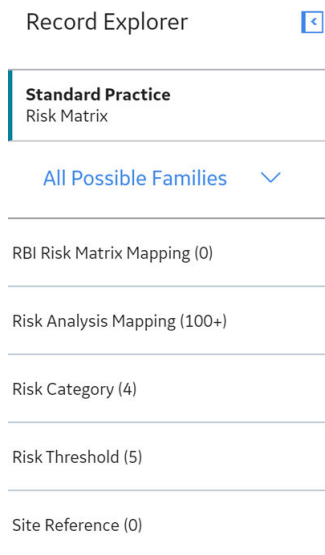 Record Explorer
Standard Practice
Risk Matrix
All Possible Families
RBI Risk Matrix Mapping (0)
Risk Analysis Mapping (100+)
Risk Category (4)
Risk Threshold (5)
Site Reference (0)